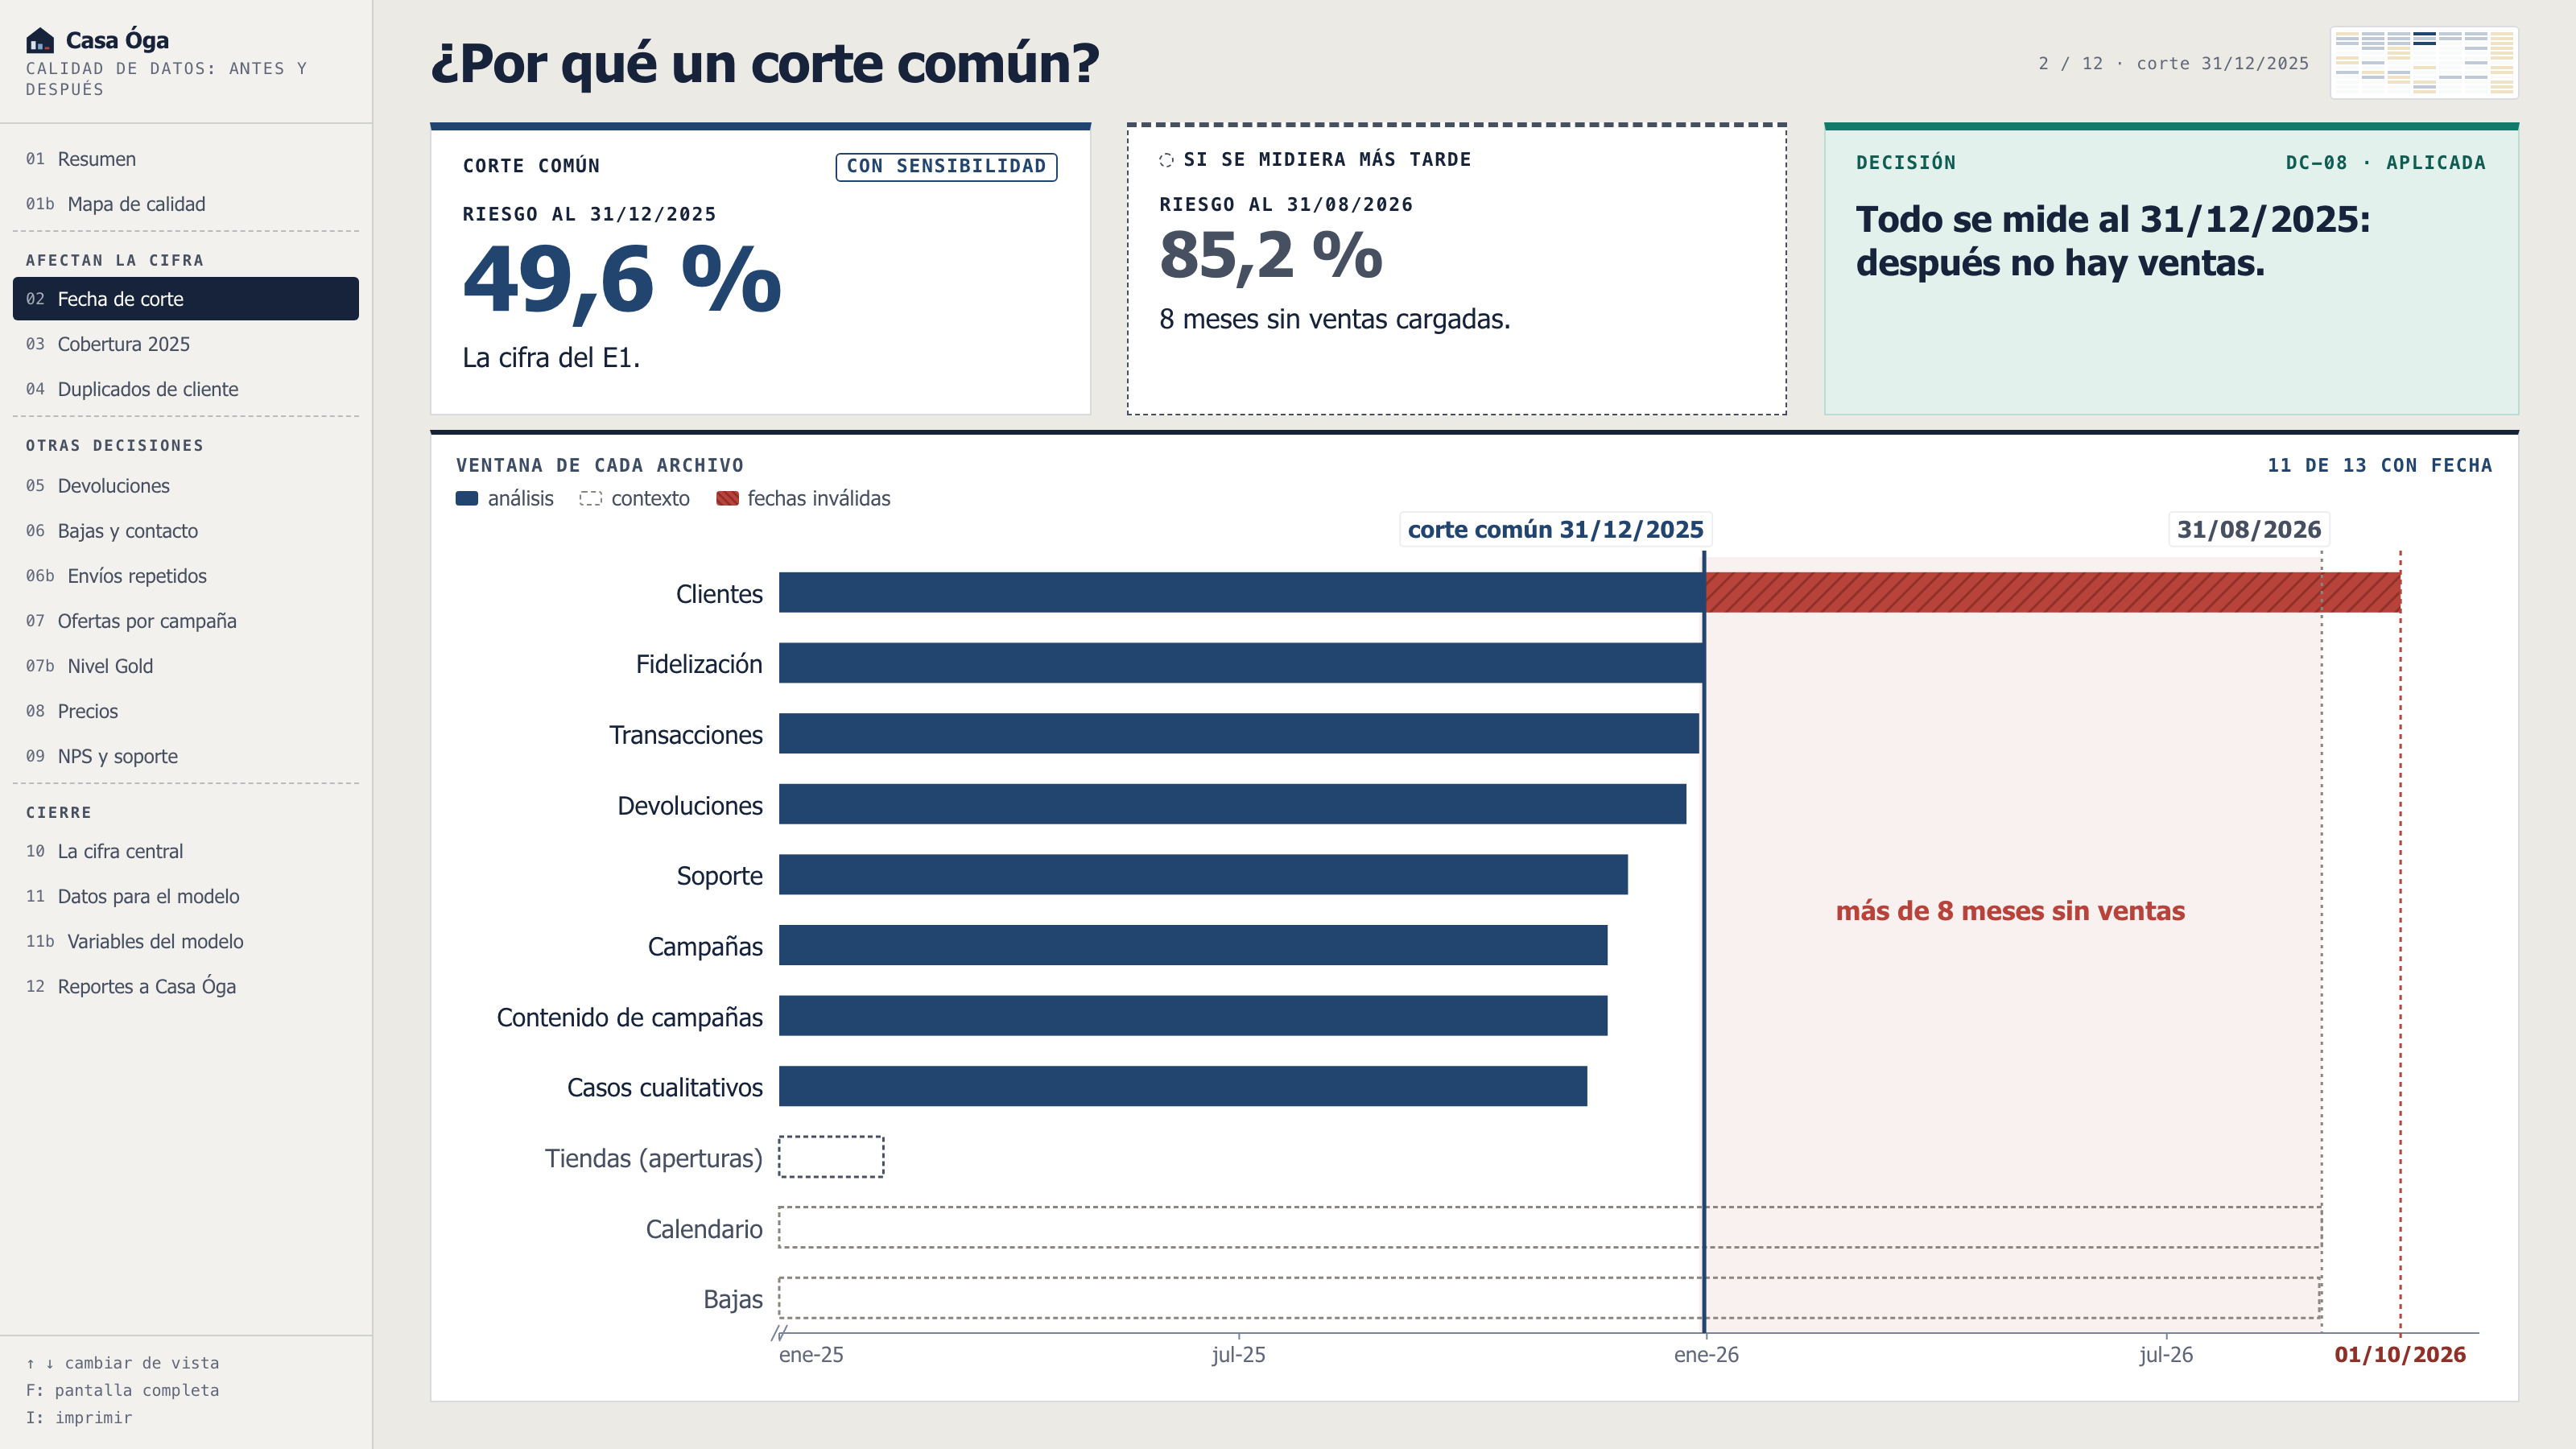 Casa Óga
CALIDAD DE DATOS: ANTES Y
DESPUÉS
01 Resumen
01b Mapa de calidad
AFECTAN LA CIFRA
02 Fecha de corte
03 Cobertura 2025
04 Duplicados de cliente
OTRAS DECISIONES
05 Devoluciones
06 Bajas y contacto
06b Envíos repetidos
07 Ofertas por campaña
07b Nivel Gold
08 Precios
09 NPS y soporte
CIERRE
10 La cifra central
11 Datos para el modelo
11b Variables del modelo
12 Reportes a Casa Óga
↑ ↓ cambiar de vista
F: pantalla completa
I: imprimir
¿Por qué un corte común?
2 / 12 · corte 31/12/2025
CORTE COMÚN
CON SENSIBILIDAD
RIESGO AL 31/12/2025
49,6 %
La cifra del E1.
SI SE MIDIERA MÁS TARDE
RIESGO AL 31/08/2026
85,2 %
8 meses sin ventas cargadas.
DECISIÓN
DC–08 · APLICADA
Todo se mide al 31/12/2025:
después no hay ventas.
VENTANA DE CADA ARCHIVO
11 DE 13 CON FECHA
análisis
contexto
fechas inválidas
corte común 31/12/2025
31/08/2026
Clientes
Fidelización
Transacciones
Devoluciones
Soporte
Campañas
Contenido de campañas
Casos cualitativos
Tiendas (aperturas)
Calendario
Bajas
más de 8 meses sin ventas
ene-25
jul-25
ene-26
jul-26
01/10/2026